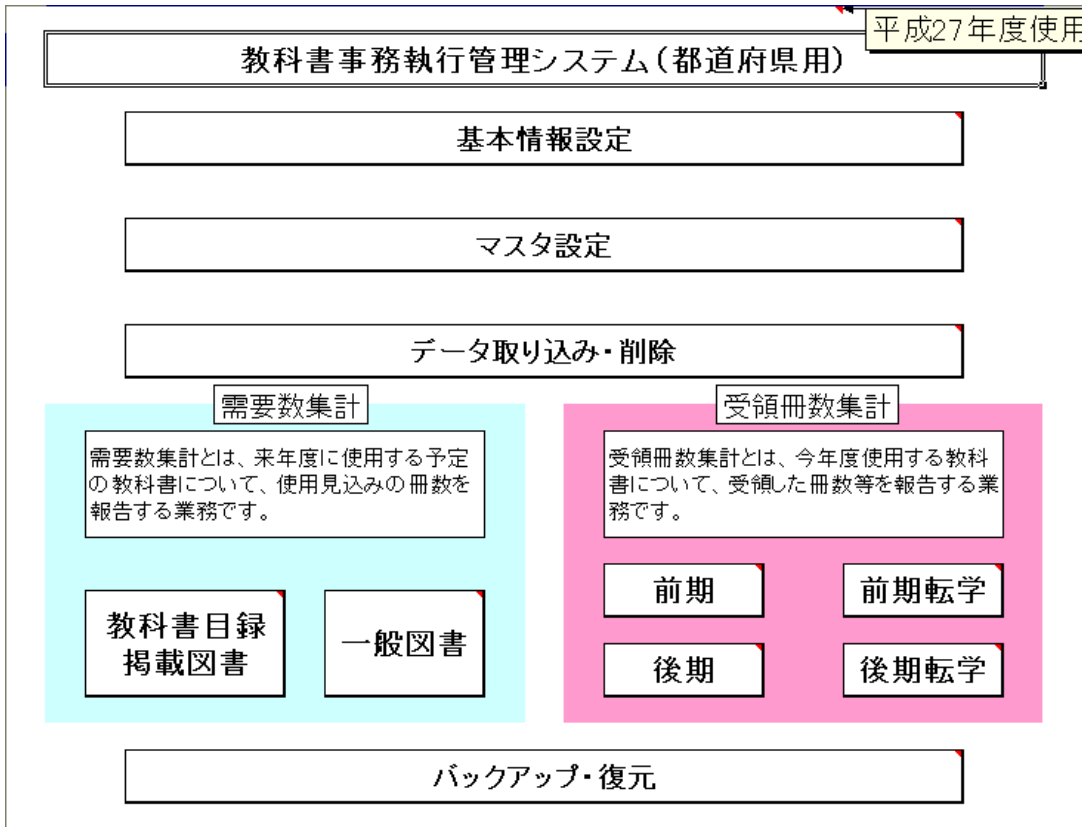 平成27年度使用
教科書事務執行管理システム(都道府県用)
基本情報設定
マスタ設定
データ取り込み・削除
需要数集計
需要数集計とは、来年度に使用する予定
の教科書について、使用見込みの冊数を
報告する業務です。
教科書目録
掲載図書
一般図書
受領冊数集計
受領冊数集計とは、今年度使用する教科
書について、受領した冊数等を報告する業
務です。
前期
前期転学
後期
後期転学
バックアップ・復元